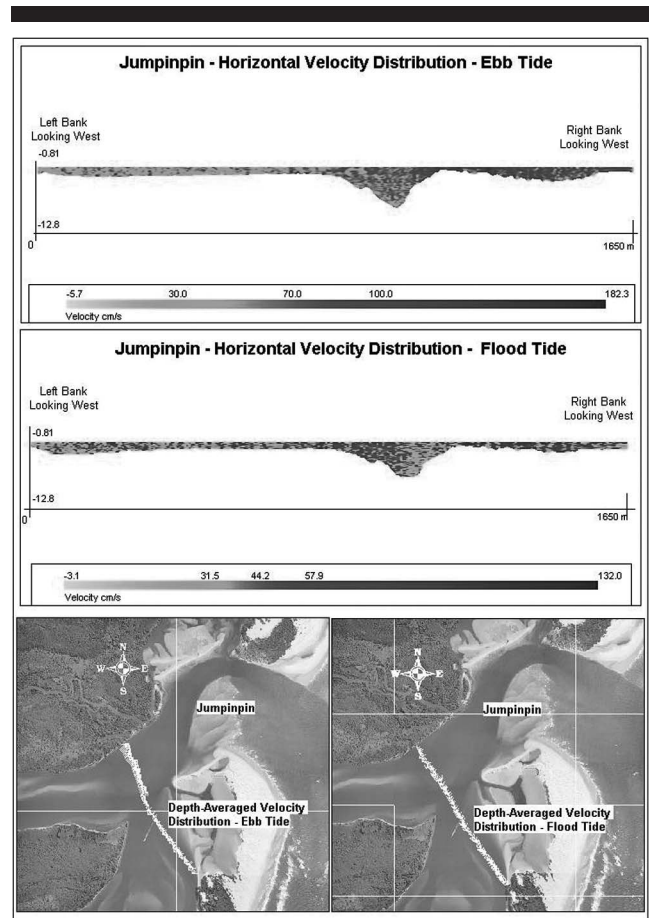 Jumpinpin - Horizontal Velocity Distribution - Ebb Tide
Left Bank
Looking West
Right Bank
Looking West
-0.81
-12.8
0
1650 m
-5.7 30.0 70.0 100.0 182.3
Velocity cm/s
Jumpinpin - Horizontal Velocity Distribution - Flood Tide
Left Bank
Looking West
Right Bank
Looking West
-0.81
-12.8
0
1650 m
-3.1 31.5 44.2 57.9 132.0
Velocity cm/s
N
W E
S
Jumpinpin
Depth-Averaged Velocity
Distribution - Ebb Tide
N
W E
S
Jumpinpin
Depth-Averaged Velocity
Distribution - Flood Tide